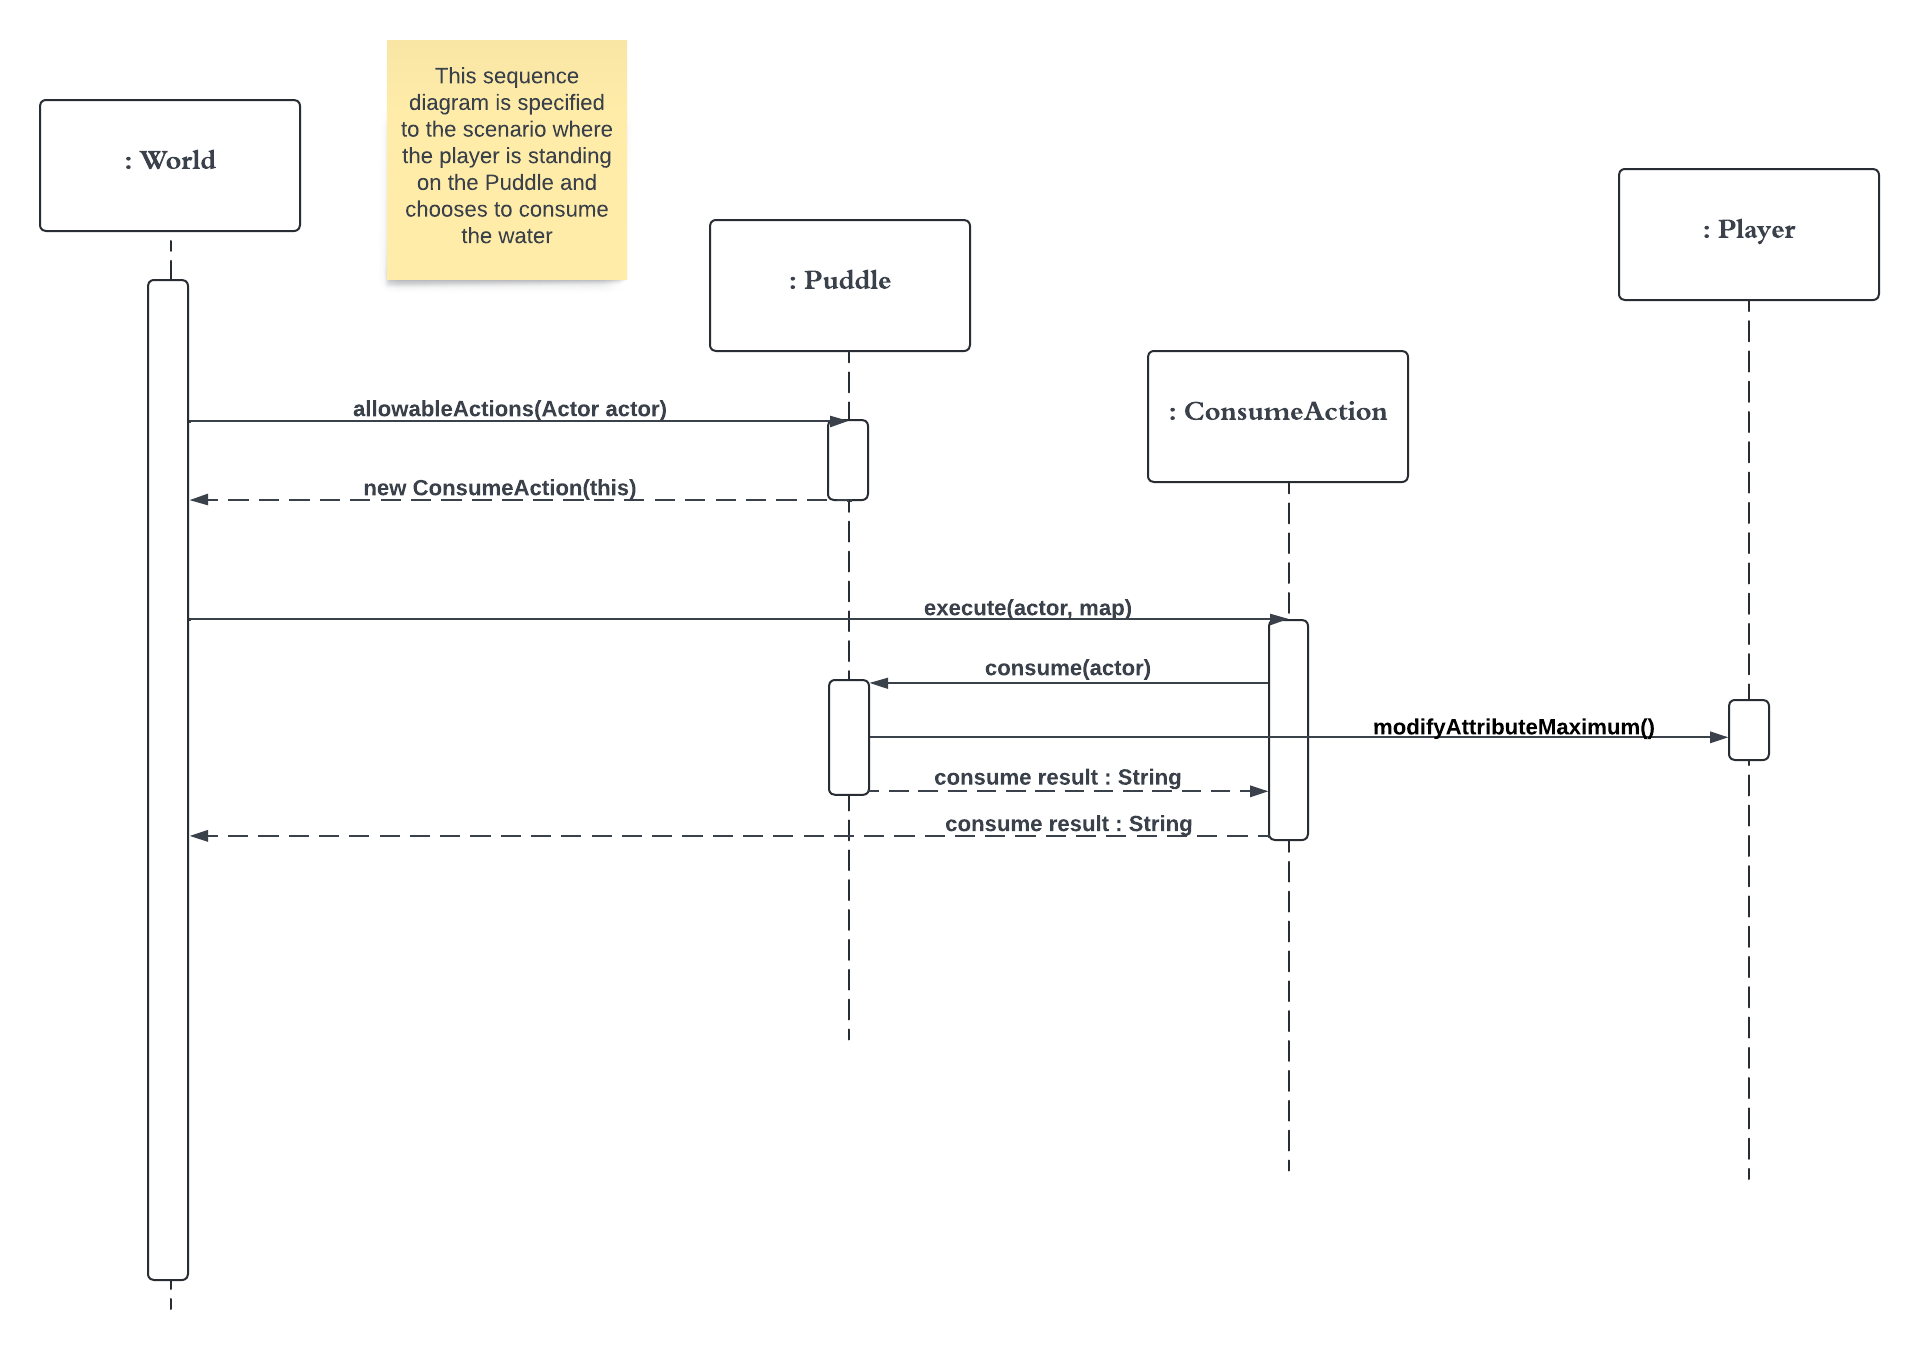 This sequence
diagram is specified
to the scenario where
the player is standing
on the Puddle and
chooses to consume
the water
: World
: Puddle
: Player
: ConsumeAction
allowableActions(Actor actor)
new ConsumeAction(this)
execute(actor, map)
consume(actor)
modifyAttributeMaximum()
consume result : String
consume result : String